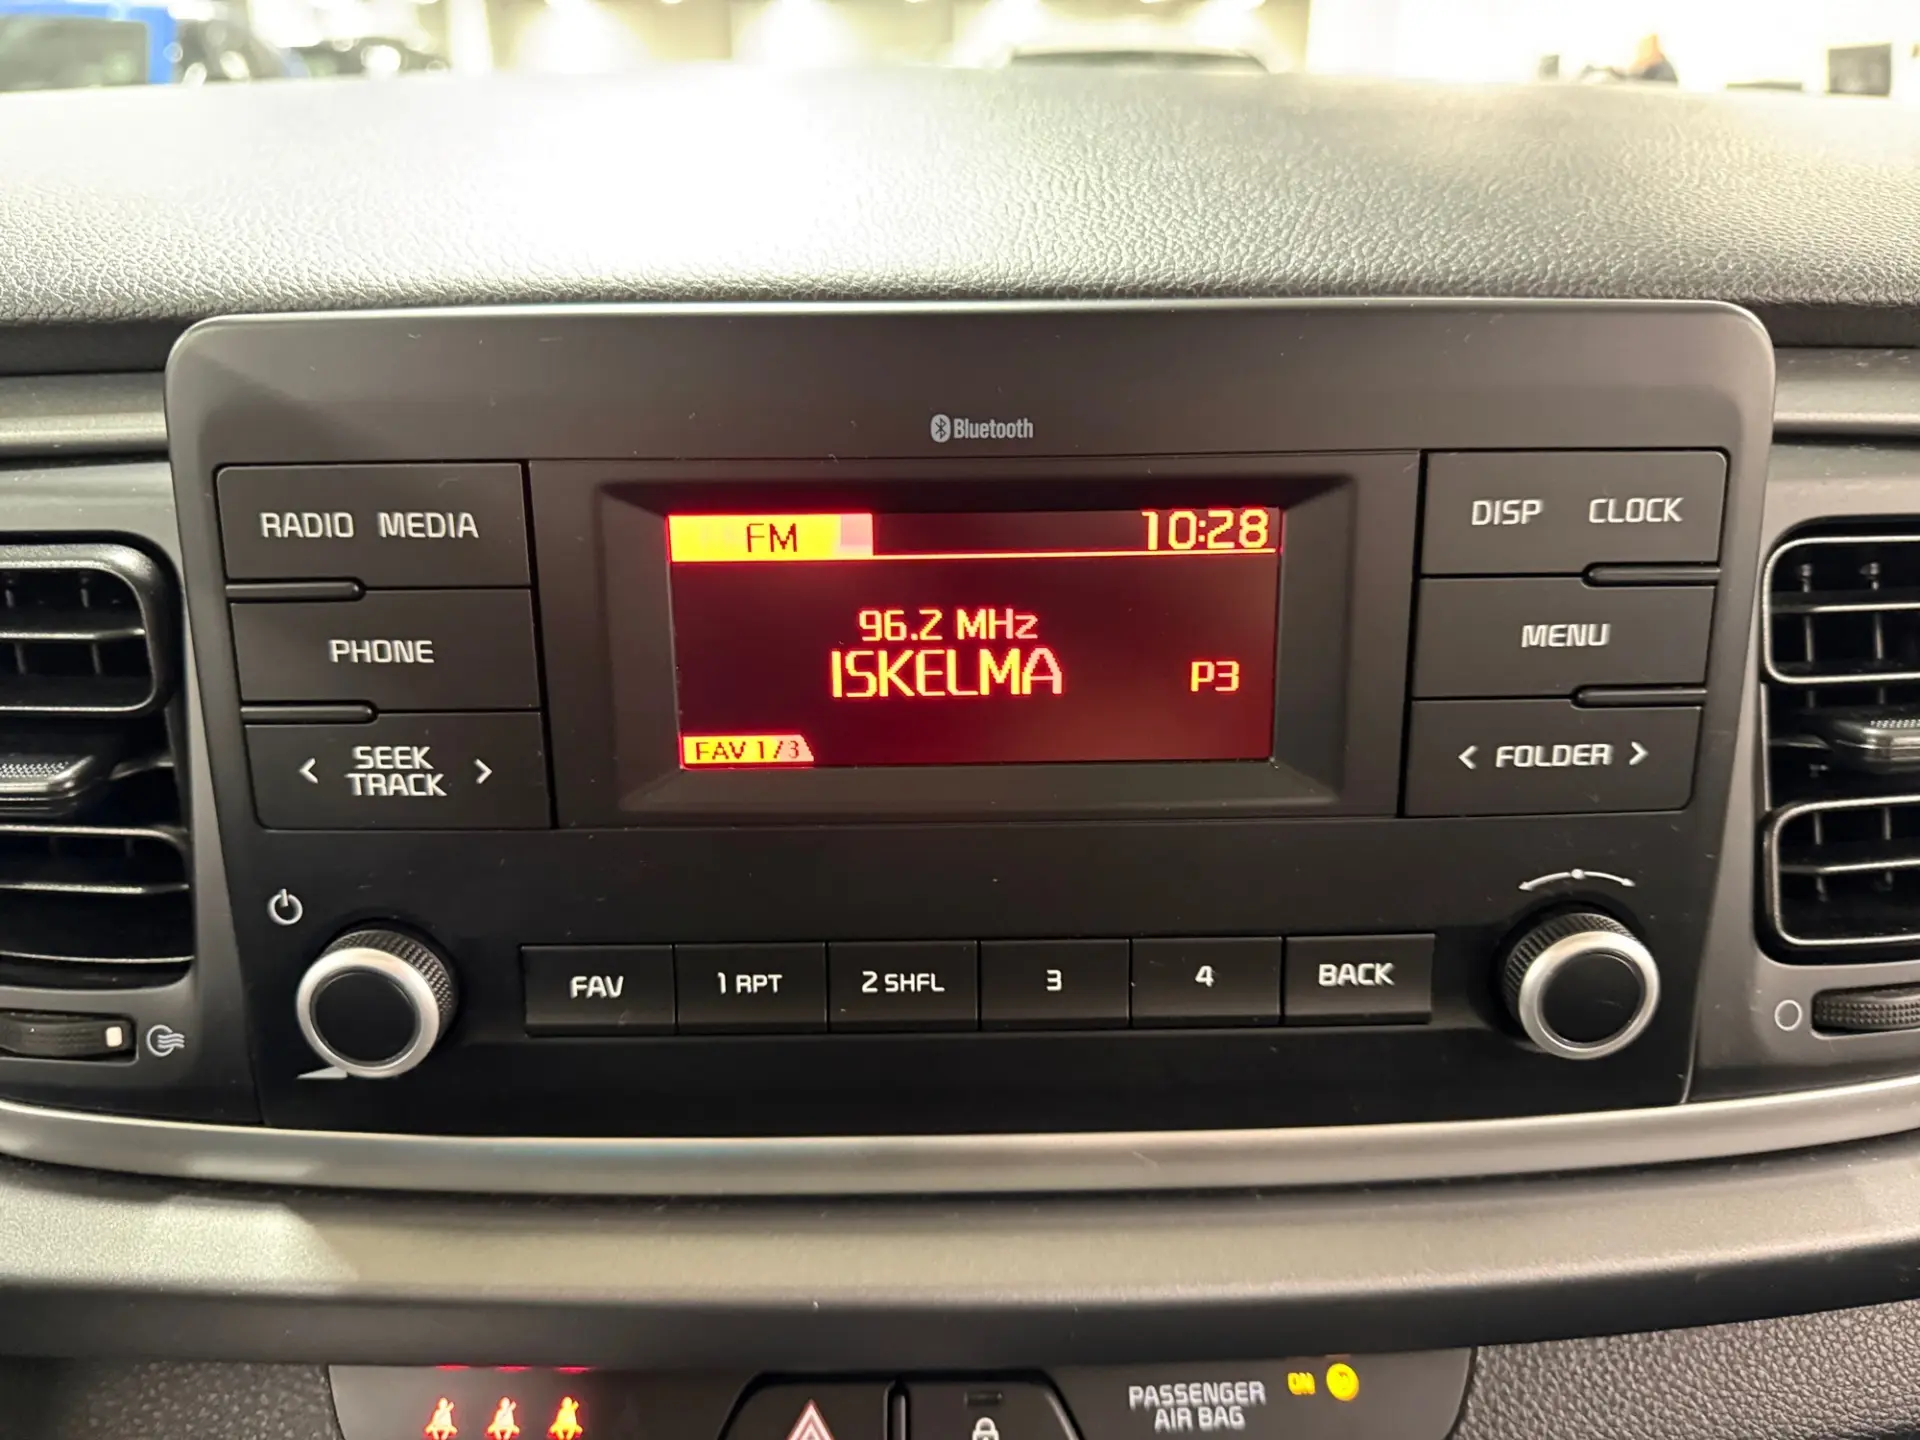 Bluetooth
RADIO MEDIA
PHONE
< SEEK TRACK >
FM 10:28
96.2 MHz
ISKELMA P3
FAV 1/3
DISP CLOCK
MENU
< FOLDER >
FAV 1 RPT 2 SHFL 3 4 BACK
PASSENGER AIR BAG ON